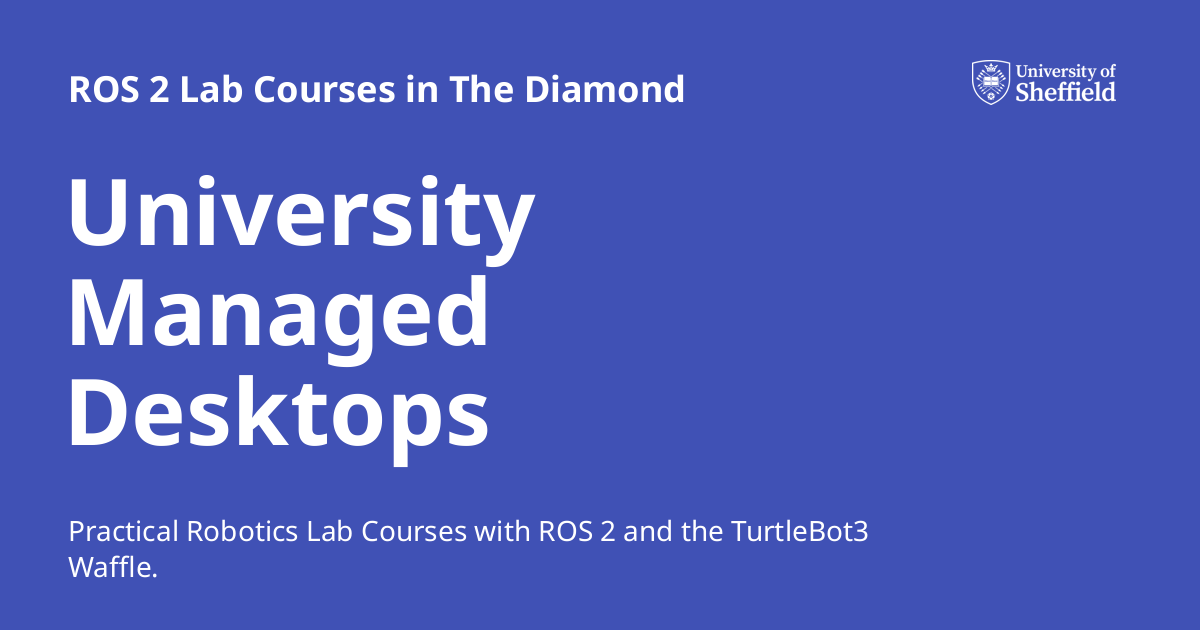 ROS 2 Lab Courses in The Diamond
University of
Sheffield
University
Managed
Desktops
Practical Robotics Lab Courses with ROS 2 and the TurtleBot3
Waffle.